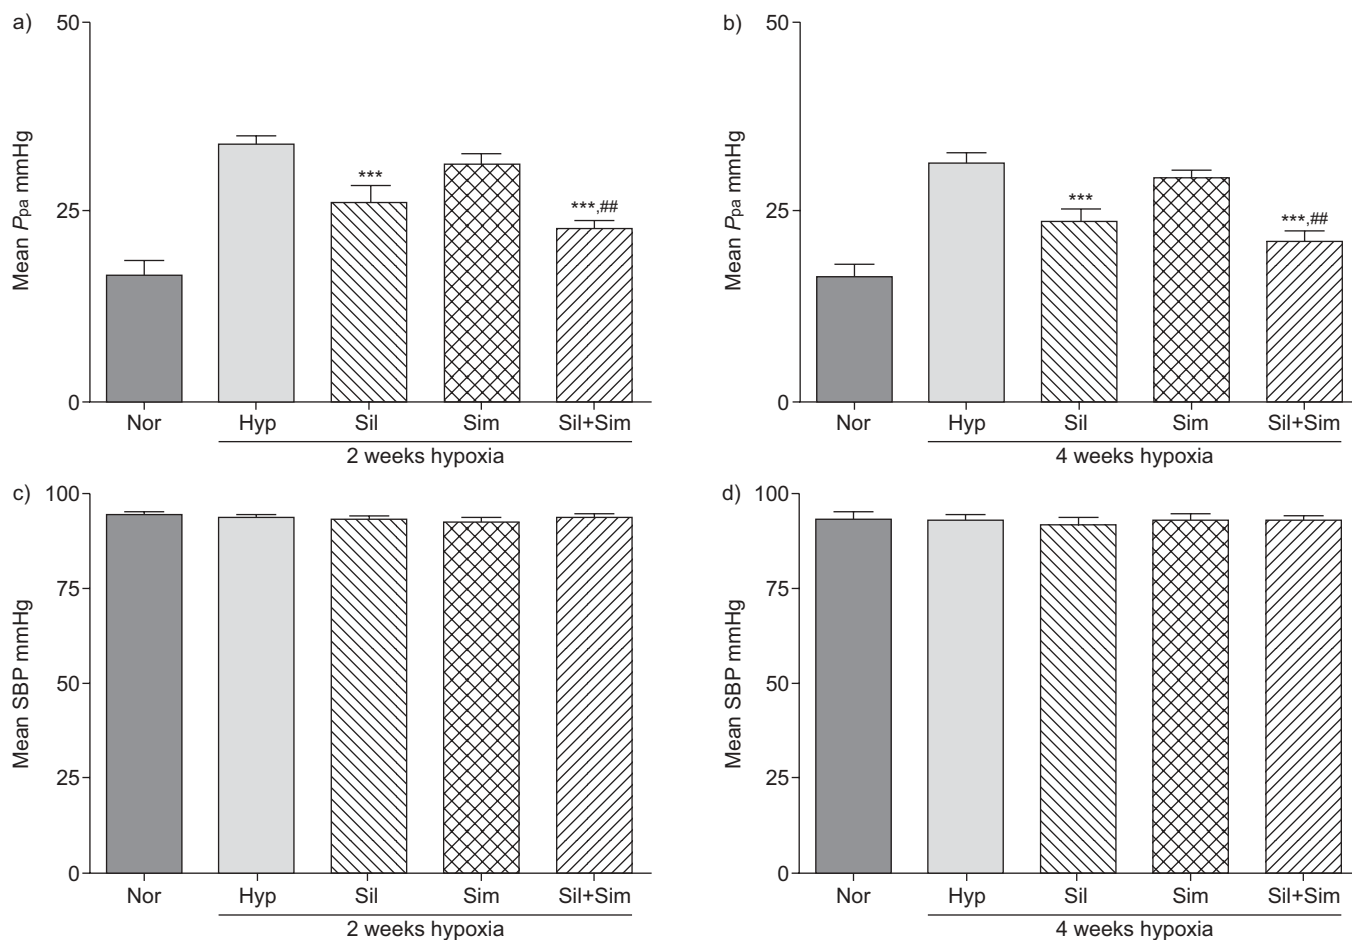 a)
50
25
0
Mean Ppa mmHg
***
***,##
Nor Hyp Sil Sim Sil+Sim
2 weeks hypoxia
b)
50
25
0
Mean Ppa mmHg
***
***,##
Nor Hyp Sil Sim Sil+Sim
4 weeks hypoxia
c)
100
75
50
25
0
Mean SBP mmHg
Nor Hyp Sil Sim Sil+Sim
2 weeks hypoxia
d)
100
75
50
25
0
Mean SBP mmHg
Nor Hyp Sil Sim Sil+Sim
4 weeks hypoxia